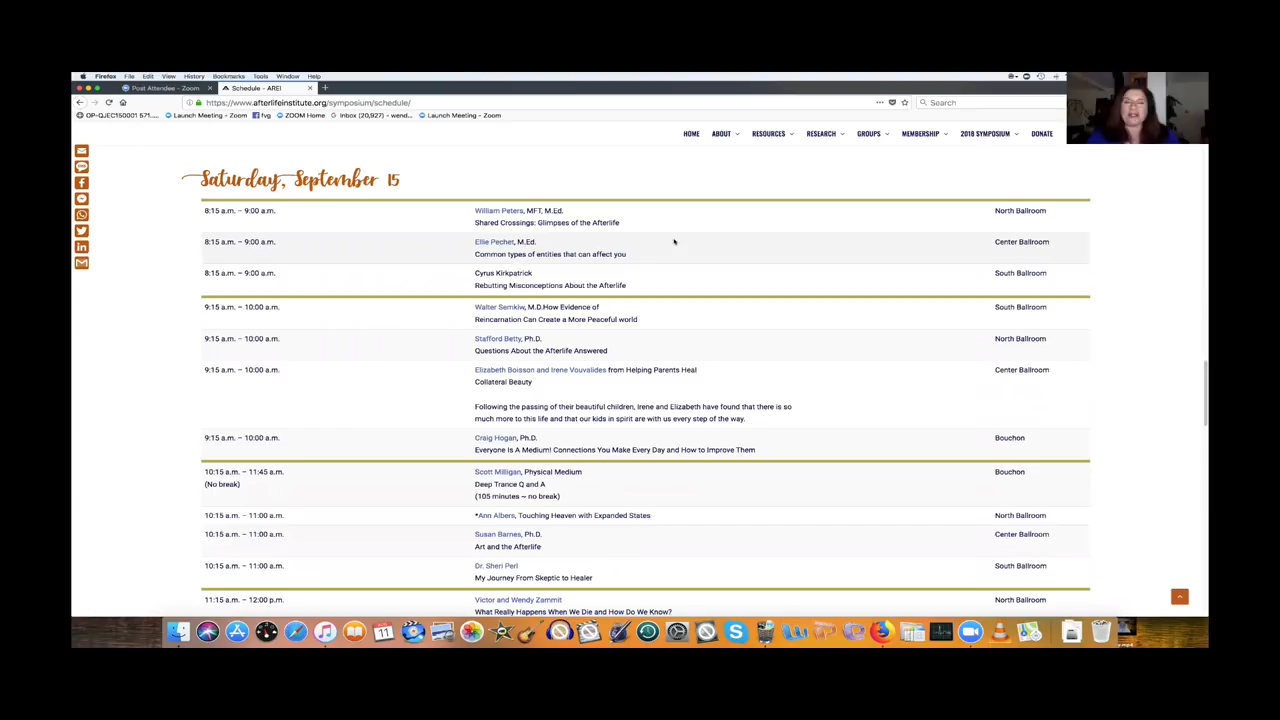 Firefox File Edit View History Bookmarks Tools Window Help
Post Attendee - Zoom
Schedule - AREI
https://www.afterlifeinstitute.org/symposium/schedule/
Search
OP-QJEC150001 571....
Launch Meeting - Zoom
fvg
ZOOM Home
Inbox (20,927) - wend...
Launch Meeting - Zoom
HOME ABOUT RESOURCES RESEARCH GROUPS MEMBERSHIP 2018 SYMPOSIUM DONATE
Saturday, September 15
8:15 a.m. – 9:00 a.m. William Peters, MFT, M.Ed. North Ballroom
Shared Crossings: Glimpses of the Afterlife
8:15 a.m. – 9:00 a.m. Ellie Pechet, M.Ed. Center Ballroom
Common types of entities that can affect you
8:15 a.m. – 9:00 a.m. Cyrus Kirkpatrick South Ballroom
Rebutting Misconceptions About the Afterlife
9:15 a.m. – 10:00 a.m. Walter Semkiw, M.D.How Evidence of South Ballroom
Reincarnation Can Create a More Peaceful world
9:15 a.m. – 10:00 a.m. Stafford Betty, Ph.D. North Ballroom
Questions About the Afterlife Answered
9:15 a.m. – 10:00 a.m. Elizabeth Boisson and Irene Vouvalides from Helping Parents Heal Center Ballroom
Collateral Beauty
Following the passing of their beautiful children, Irene and Elizabeth have found that there is so
much more to this life and that our kids in spirit are with us every step of the way.
9:15 a.m. – 10:00 a.m. Craig Hogan, Ph.D. Bouchon
Everyone Is A Medium! Connections You Make Every Day and How to Improve Them
10:15 a.m. – 11:45 a.m. Scott Milligan, Physical Medium Bouchon
(No break) Deep Trance Q and A
(105 minutes ~ no break)
10:15 a.m. – 11:00 a.m. *Ann Albers, Touching Heaven with Expanded States North Ballroom
10:15 a.m. – 11:00 a.m. Susan Barnes, Ph.D. Center Ballroom
Art and the Afterlife
10:15 a.m. – 11:00 a.m. Dr. Sheri Perl South Ballroom
My Journey From Skeptic to Healer
11:15 a.m. – 12:00 p.m. Victor and Wendy Zammit North Ballroom
What Really Happens When We Die and How Do We Know?
11